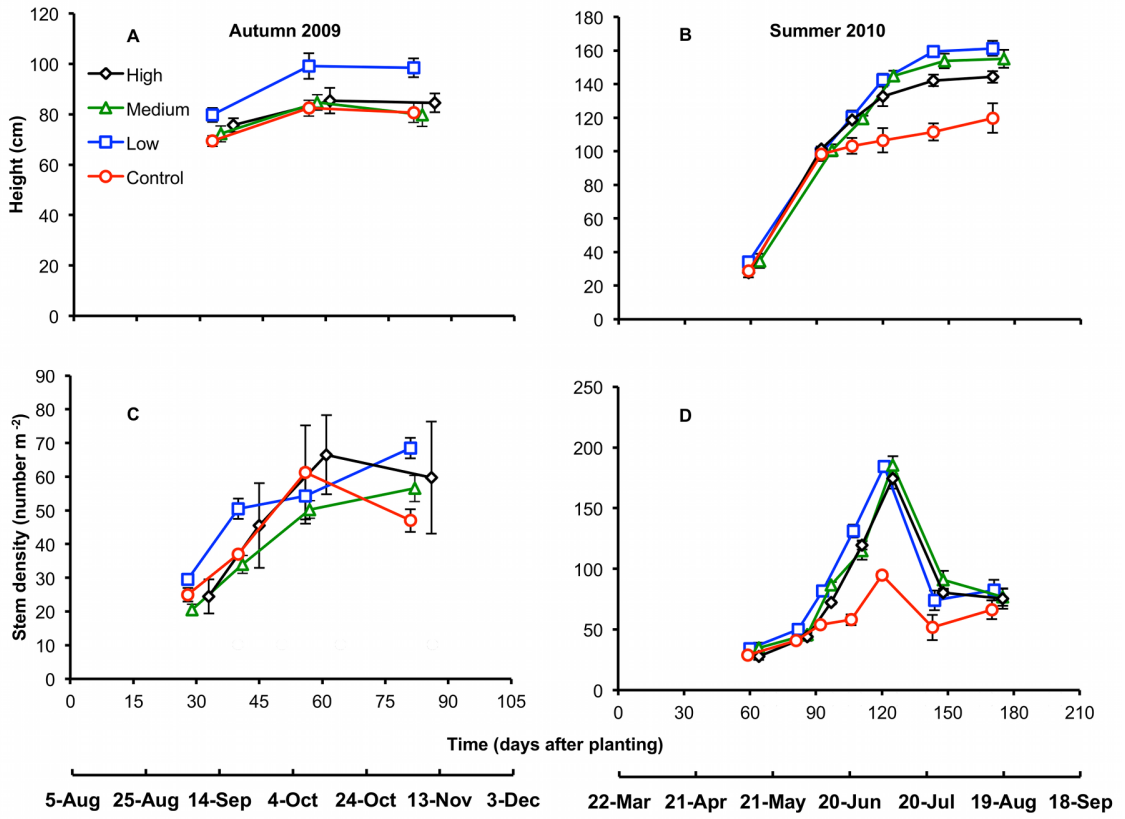 Autumn 2009
A
High
Medium
Low
Control
Height (cm)
120
100
80
60
40
20
0
Summer 2010
B
180
160
140
120
100
80
60
40
20
0
C
Stem density (number m⁻²)
90
80
70
60
50
40
30
20
10
0
0 15 30 45 60 75 90 105
D
250
200
150
100
50
0
0 30 60 90 120 150 180 210
Time (days after planting)
5-Aug 25-Aug 14-Sep 4-Oct 24-Oct 13-Nov 3-Dec
22-Mar 21-Apr 21-May 20-Jun 20-Jul 19-Aug 18-Sep